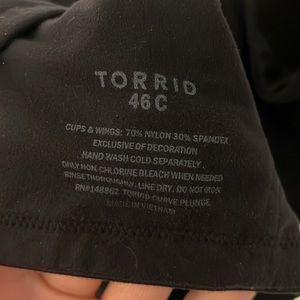 TORRID
46C
CUPS & WINGS: 70% NYLON 30% SPANDEX
EXCLUSIVE OF DECORATION
HAND WASH COLD SEPARATELY.
ONLY NON-CHLORINE BLEACH WHEN NEEDED
RINSE THOROUGHLY. LINE DRY. DO NOT IRON.
RN#148862 TORRID CURVE PLUNGE
MADE IN VIETNAM